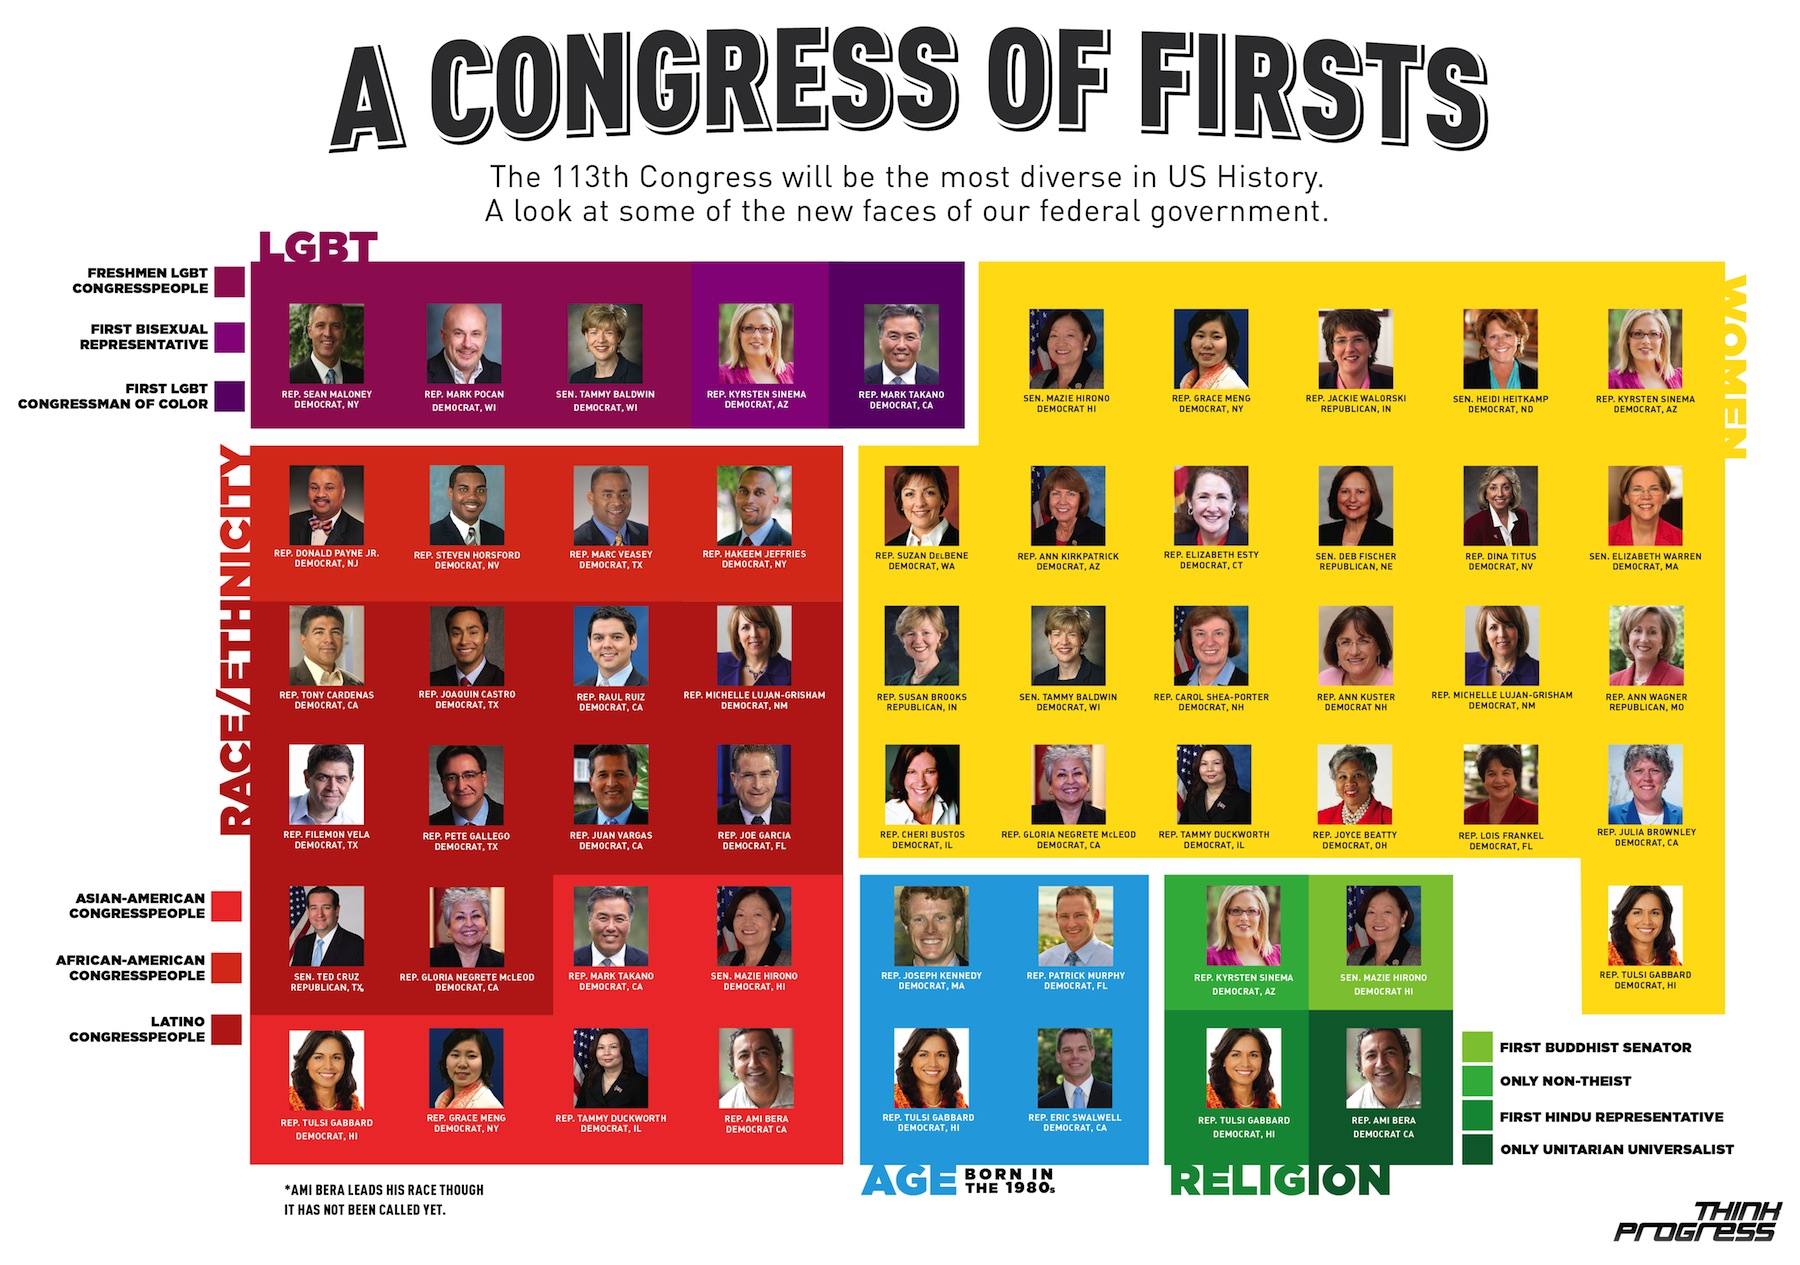 A CONGRESS OF FIRSTS
The 113th Congress will be the most diverse in US History.
A look at some of the new faces of our federal government.
LGBT
FRESHMEN LGBT
CONGRESSPEOPLE
FIRST BISEXUAL
REPRESENTATIVE
FIRST LGBT
CONGRESSMAN OF COLOR
REP. SEAN MALONEY
DEMOCRAT, NY
REP. MARK POCAN
DEMOCRAT, WI
SEN. TAMMY BALDWIN
DEMOCRAT, WI
REP. KYRSTEN SINEMA
DEMOCRAT, AZ
REP. MARK TAKANO
DEMOCRAT, CA
WOMEN
SEN. MAZIE HIRONO
DEMOCRAT HI
REP. GRACE MENG
DEMOCRAT, NY
REP. JACKIE WALORSKI
REPUBLICAN, IN
SEN. HEIDI HEITKAMP
DEMOCRAT, ND
REP. KYRSTEN SINEMA
DEMOCRAT, AZ
REP. SUZAN DELBENE
DEMOCRAT, WA
REP. ANN KIRKPATRICK
DEMOCRAT, AZ
REP. ELIZABETH ESTY
DEMOCRAT, CT
SEN. DEB FISCHER
REPUBLICAN, NE
REP. DINA TITUS
DEMOCRAT, NV
SEN. ELIZABETH WARREN
DEMOCRAT, MA
REP. SUSAN BROOKS
REPUBLICAN, IN
SEN. TAMMY BALDWIN
DEMOCRAT, WI
REP. CAROL SHEA-PORTER
DEMOCRAT, NH
REP. ANN KUSTER
DEMOCRAT NH
REP. MICHELLE LUJAN-GRISHAM
DEMOCRAT, NM
REP. ANN WAGNER
REPUBLICAN, MO
REP. CHERI BUSTOS
DEMOCRAT, IL
REP. GLORIA NEGRETE McLEOD
DEMOCRAT, CA
REP. TAMMY DUCKWORTH
DEMOCRAT, IL
REP. JOYCE BEATTY
DEMOCRAT, OH
REP. LOIS FRANKEL
DEMOCRAT, FL
REP. JULIA BROWNLEY
DEMOCRAT, CA
REP. TULSI GABBARD
DEMOCRAT, HI
RACE/ETHNICITY
REP. DONALD PAYNE JR.
DEMOCRAT, NJ
REP. STEVEN HORSFORD
DEMOCRAT, NV
REP. MARC VEASEY
DEMOCRAT, TX
REP. HAKEEM JEFFRIES
DEMOCRAT, NY
REP. TONY CARDENAS
DEMOCRAT, CA
REP. JOAQUIN CASTRO
DEMOCRAT, TX
REP. RAUL RUIZ
DEMOCRAT, CA
REP. MICHELLE LUJAN-GRISHAM
DEMOCRAT, NM
REP. FILEMON VELA
DEMOCRAT, TX
REP. PETE GALLEGO
DEMOCRAT, TX
REP. JUAN VARGAS
DEMOCRAT, CA
REP. JOE GARCIA
DEMOCRAT, FL
ASIAN-AMERICAN
CONGRESSPEOPLE
AFRICAN-AMERICAN
CONGRESSPEOPLE
LATINO
CONGRESSPEOPLE
SEN. TED CRUZ
REPUBLICAN, TX,
REP. GLORIA NEGRETE McLEOD
DEMOCRAT, CA
REP. MARK TAKANO
DEMOCRAT, CA
SEN. MAZIE HIRONO
DEMOCRAT, HI
REP. TULSI GABBARD
DEMOCRAT, HI
REP. GRACE MENG
DEMOCRAT, NY
REP. TAMMY DUCKWORTH
DEMOCRAT, IL
REP. AMI BERA
DEMOCRAT CA
*AMI BERA LEADS HIS RACE THOUGH
IT HAS NOT BEEN CALLED YET.
REP. JOSEPH KENNEDY
DEMOCRAT, MA
REP. PATRICK MURPHY
DEMOCRAT, FL
REP. TULSI GABBARD
DEMOCRAT, HI
REP. ERIC SWALWELL
DEMOCRAT, CA
AGE BORN IN
THE 1980s
REP. KYRSTEN SINEMA
DEMOCRAT, AZ
SEN. MAZIE HIRONO
DEMOCRAT HI
REP. TULSI GABBARD
DEMOCRAT, HI
REP. AMI BERA
DEMOCRAT CA
RELIGION
FIRST BUDDHIST SENATOR
ONLY NON-THEIST
FIRST HINDU REPRESENTATIVE
ONLY UNITARIAN UNIVERSALIST
THINK
PROGRESS